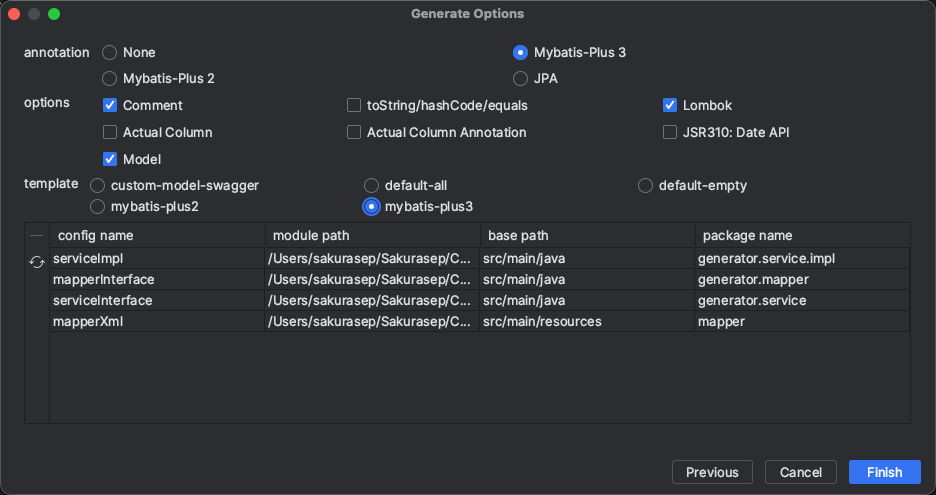 Generate Options
annotation None Mybatis-Plus 3
Mybatis-Plus 2 JPA
options Comment toString/hashCode/equals Lombok
Actual Column Actual Column Annotation JSR310: Date API
Model
template custom-model-swagger default-all default-empty
mybatis-plus2 mybatis-plus3
config name module path base path package name
serviceImpl /Users/sakurasep/Sakurasep/C... src/main/java generator.service.impl
mapperInterface /Users/sakurasep/Sakurasep/C... src/main/java generator.mapper
serviceInterface /Users/sakurasep/Sakurasep/C... src/main/java generator.service
mapperXml /Users/sakurasep/Sakurasep/C... src/main/resources mapper
Previous Cancel Finish